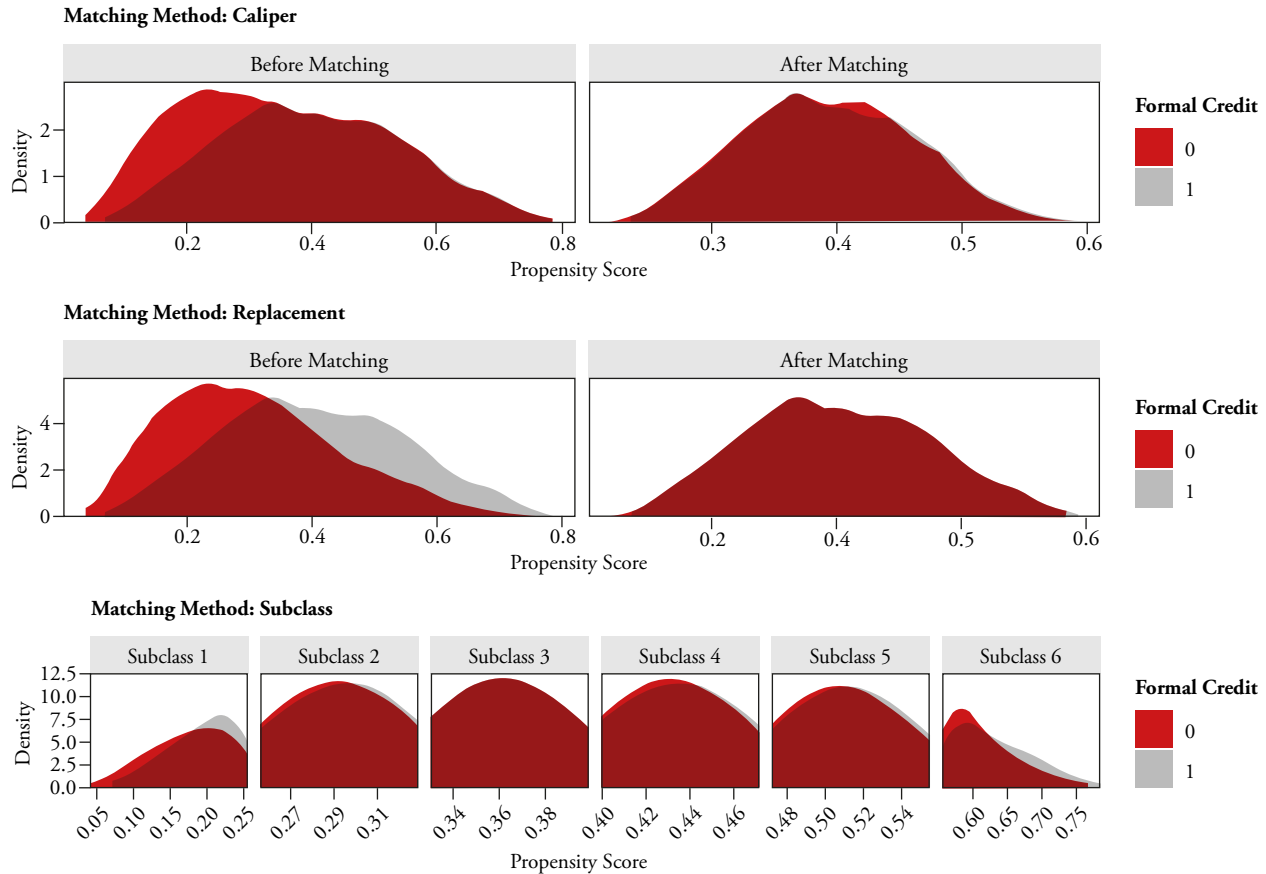 Matching Method: Caliper
Before Matching
After Matching
Density
2
1
0
0.2 0.4 0.6 0.8
0.3 0.4 0.5 0.6
Propensity Score
Formal Credit
0
1
Matching Method: Replacement
Before Matching
After Matching
Density
4
2
0
0.2 0.4 0.6 0.8
0.2 0.4 0.5 0.6
Propensity Score
Formal Credit
0
1
Matching Method: Subclass
Subclass 1
Subclass 2
Subclass 3
Subclass 4
Subclass 5
Subclass 6
Density
12.5
10.0
7.5
5.0
2.5
0.0
0.05 0.10 0.15 0.20 0.25
0.27 0.29 0.31
0.34 0.36 0.38
0.40 0.42 0.44 0.46
0.48 0.50 0.52 0.54
0.60 0.65 0.70 0.75
Propensity Score
Formal Credit
0
1